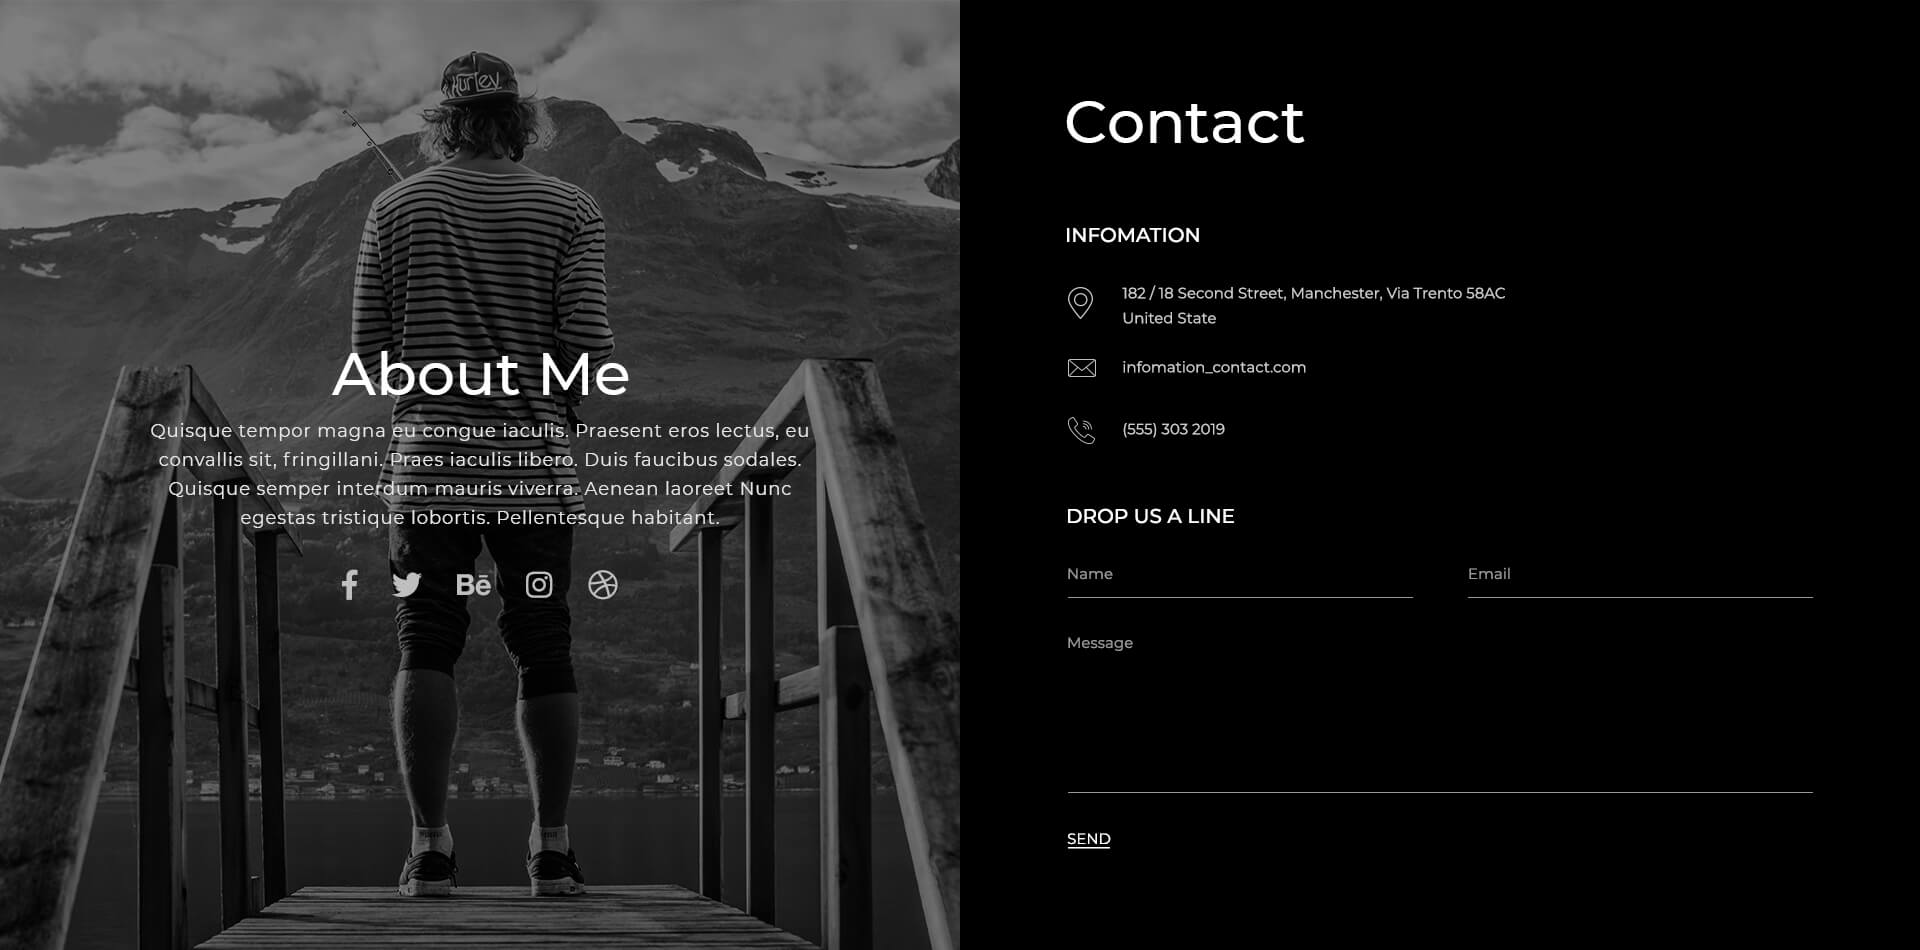 Hurley
About Me
Quisque tempor magna eu congue iaculis. Praesent eros lectus, eu
convallis sit, fringillani. Praes iaculis libero. Duis faucibus sodales.
Quisque semper interdum mauris viverra. Aenean laoreet Nunc
egestas tristique lobortis. Pellentesque habitant.
Bē
Contact
INFOMATION
182 / 18 Second Street, Manchester, Via Trento 58AC
United State
infomation_contact.com
(555) 303 2019
DROP US A LINE
Name
Email
Message
SEND